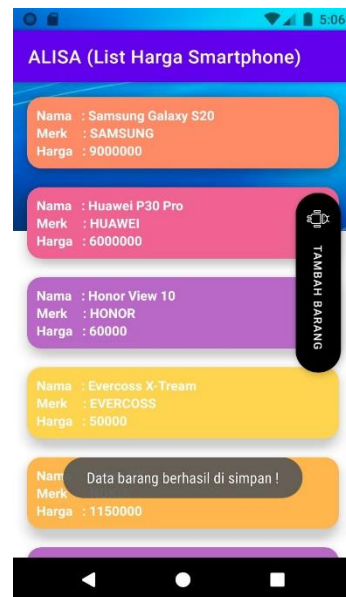 5:06
ALISA (List Harga Smartphone)
Nama : Samsung Galaxy S20
Merk : SAMSUNG
Harga : 9000000
Nama : Huawei P30 Pro
Merk : HUAWEI
Harga : 6000000
TAMBAH BARANG
Nama : Honor View 10
Merk : HONOR
Harga : 60000
Nama : Evercoss X-Tream
Merk : EVERCOSS
Harga : 50000
Data barang berhasil di simpan !
Merk
Harga : 1150000